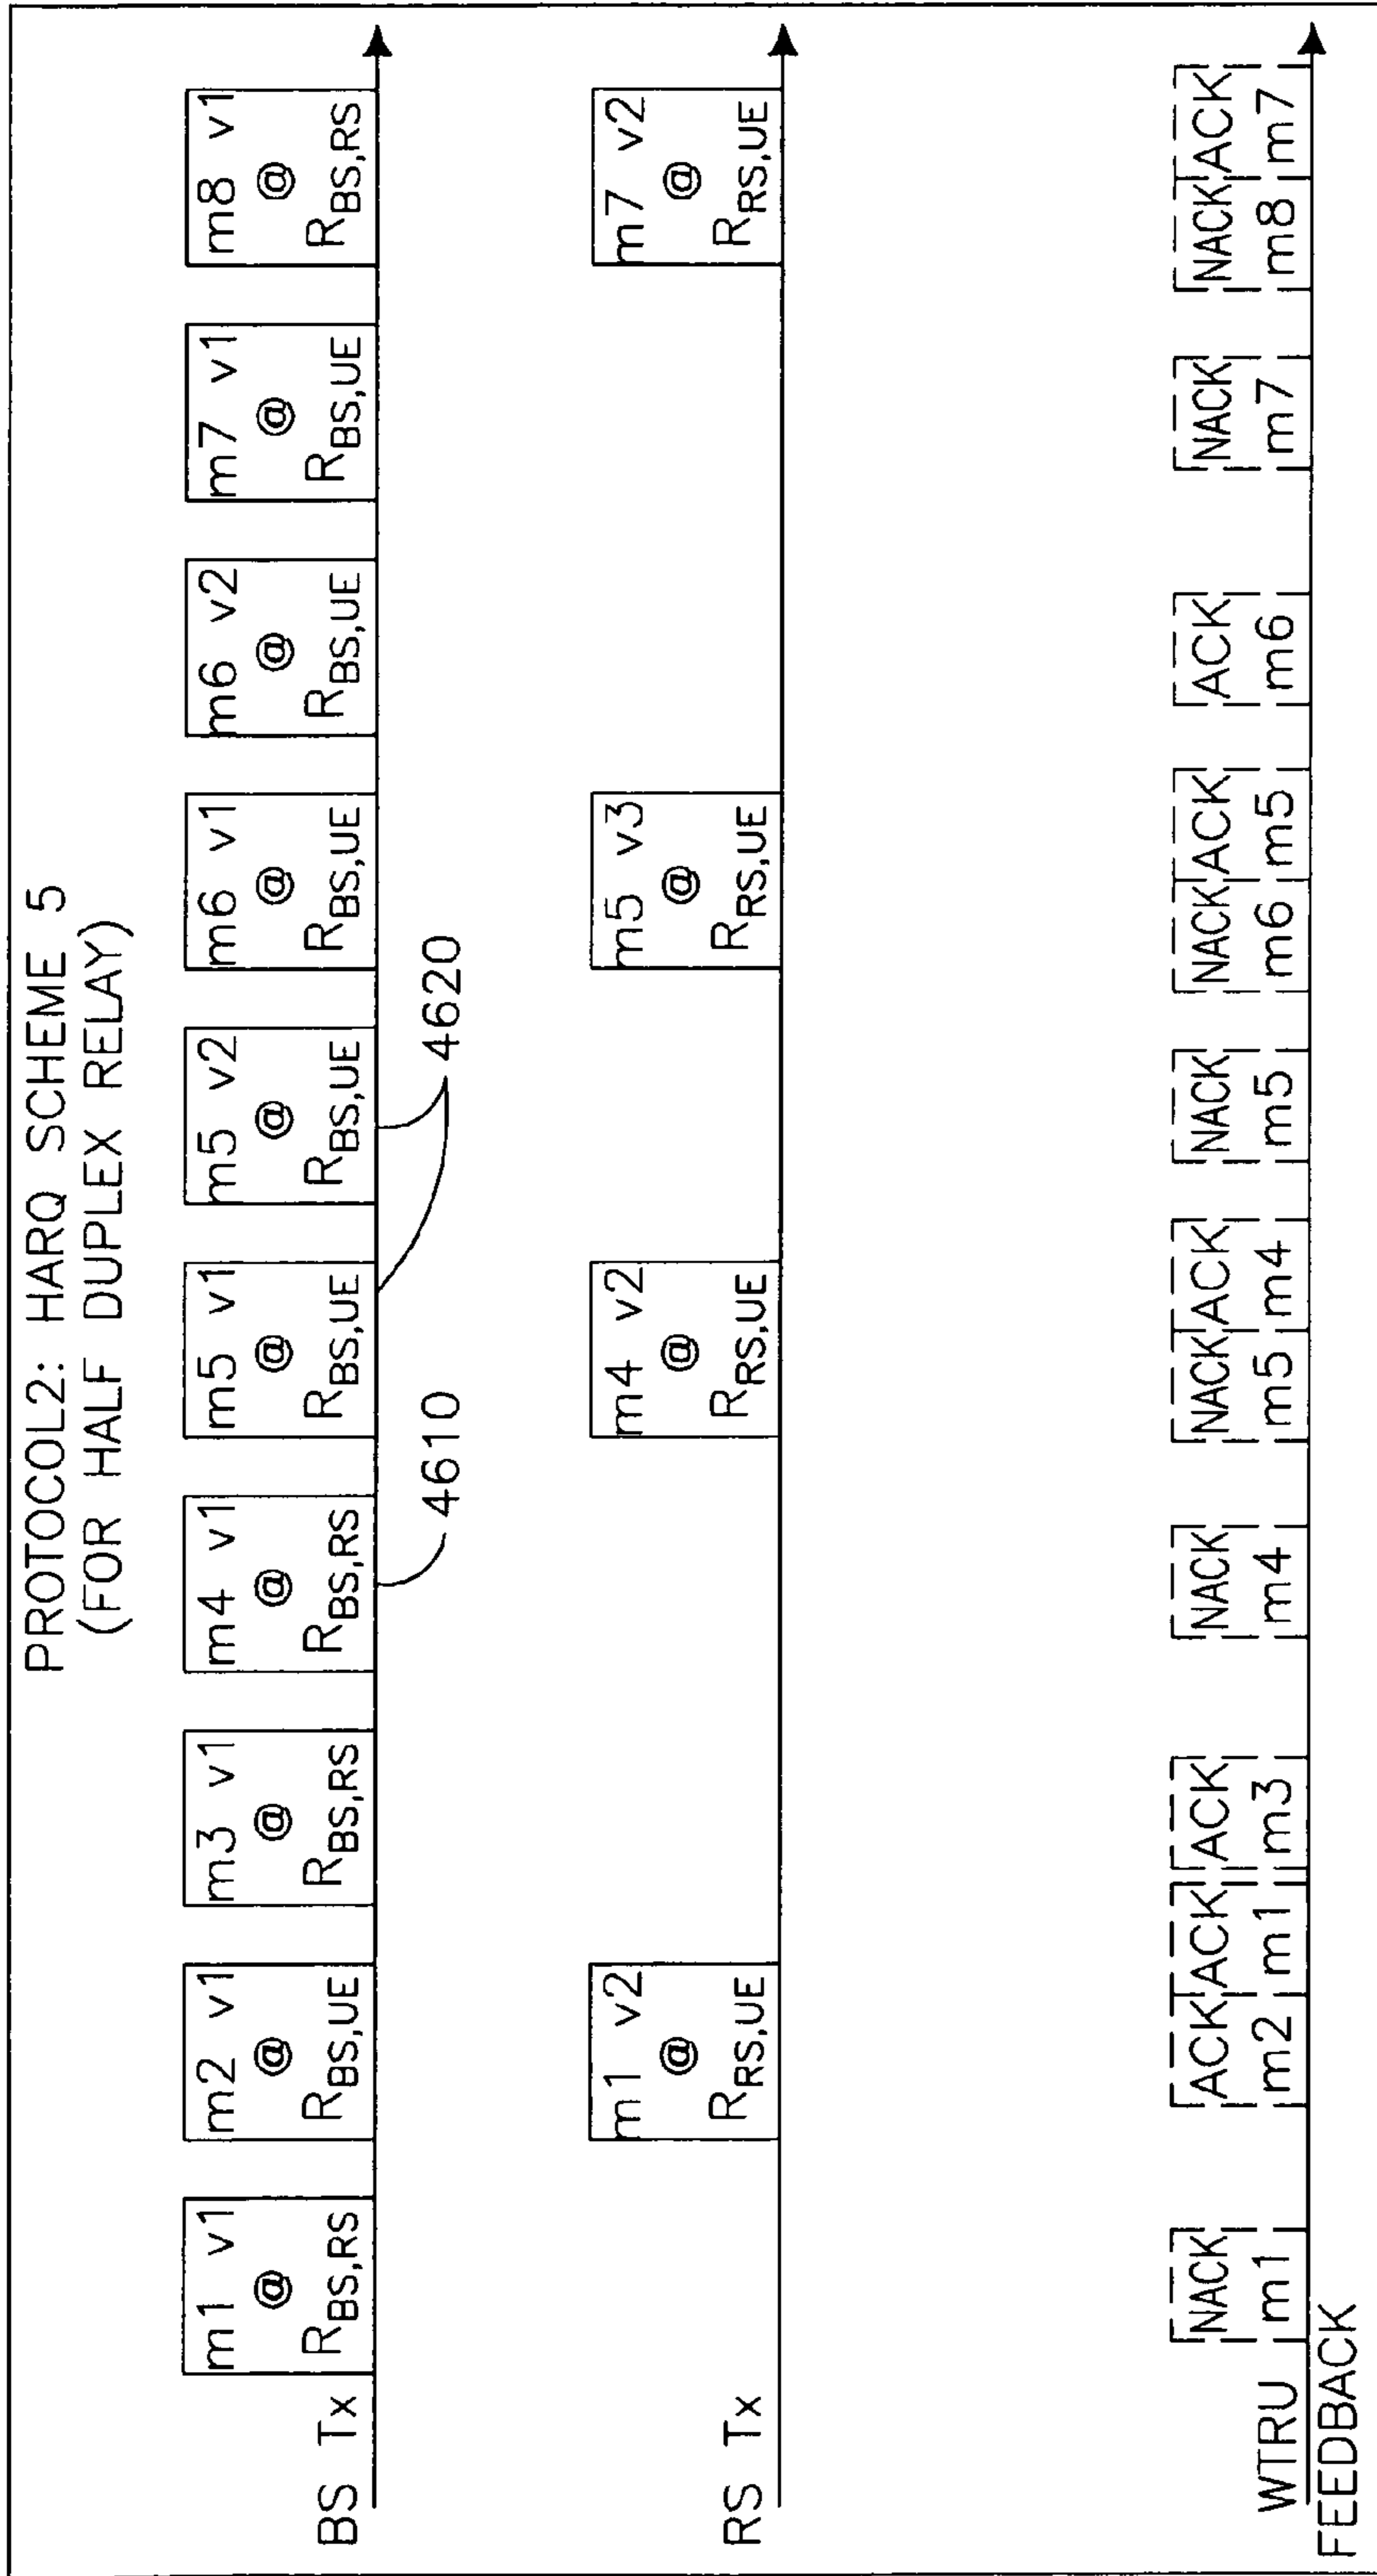 PROTOCOL2: HARQ SCHEME 5
(FOR HALF DUPLEX RELAY)
BS Tx
m1 v1
@
RBS,RS
m2 v1
@
RBS,UE
m3 v1
@
RBS,RS
m4 v1
@
RBS,RS
m5 v1
@
RBS,UE
m5 v2
@
RBS,UE
m6 v1
@
RBS,UE
m6 v2
@
RBS,UE
m7 v1
@
RBS,UE
m8 v1
@
RBS,RS
4610
4620
RS Tx
m1 v2
@
RRS,UE
m4 v2
@
RRS,UE
m5 v3
@
RRS,UE
m7 v2
@
RRS,UE
WTRU
FEEDBACK
NACK
m1
ACK ACK
m2 m1
ACK
m3
NACK
m4
NACK ACK
m5 m4
NACK
m5
NACK ACK
m6 m5
ACK
m6
NACK
m7
NACK ACK
m8 m7